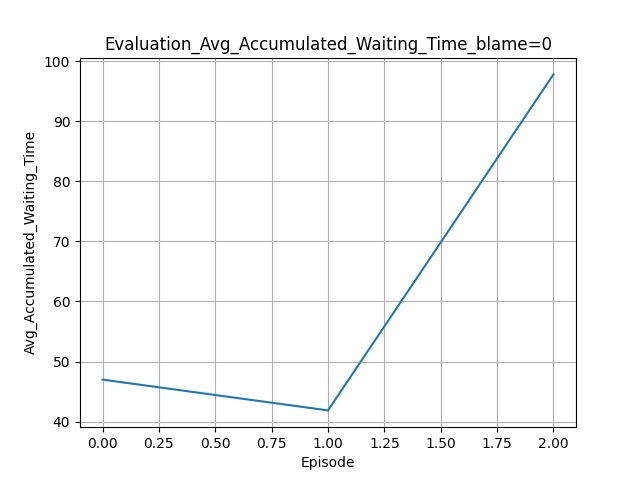 Evaluation_Avg_Accumulated_Waiting_Time_blame=0
Avg_Accumulated_Waiting_Time
100
90
80
70
60
50
40
0.00 0.25 0.50 0.75 1.00 1.25 1.50 1.75 2.00
Episode